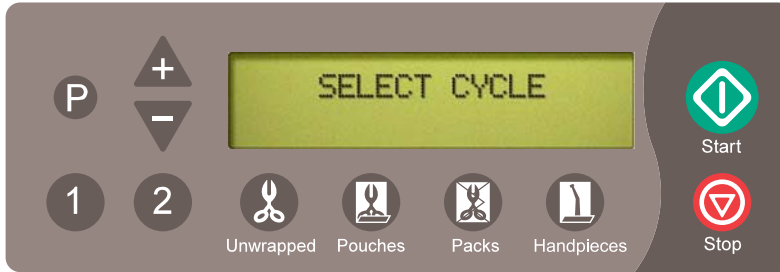 P
+
−
SELECT CYCLE
Start
1
2
Unwrapped
Pouches
Packs
Handpieces
Stop